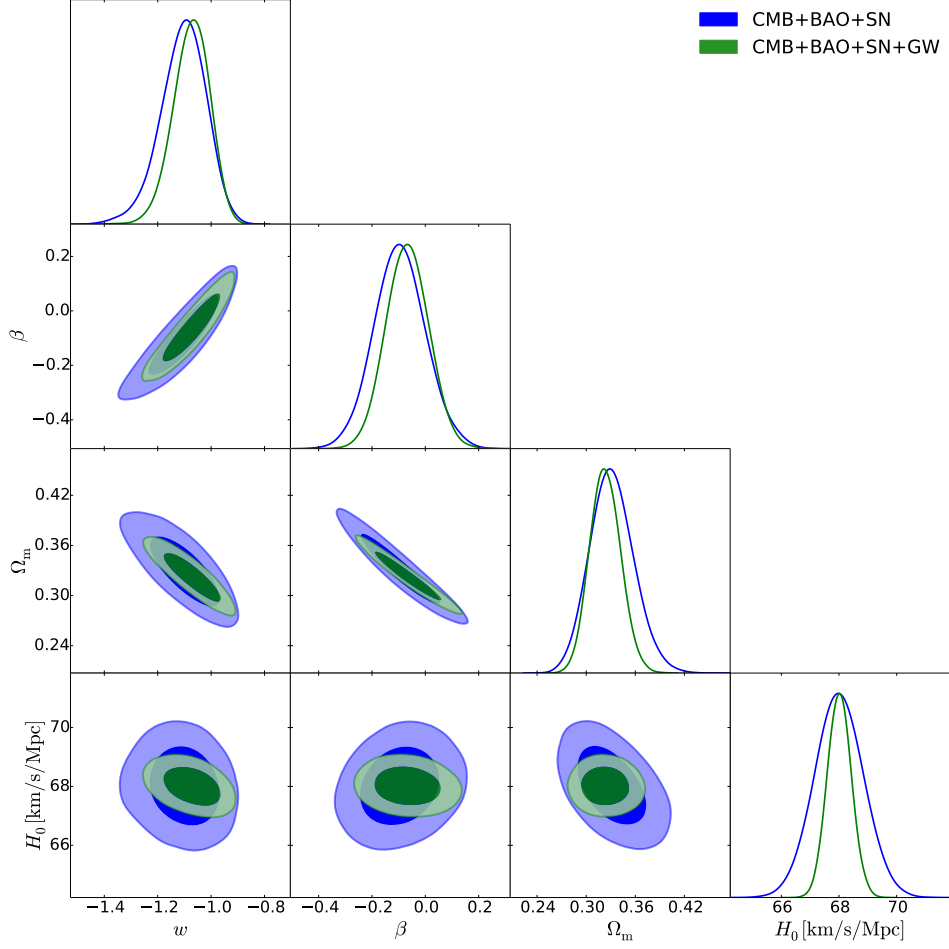 CMB+BAO+SN
CMB+BAO+SN+GW
β
0.2
0.0
−0.2
−0.4
Ωm
0.42
0.36
0.30
0.24
H0 [km/s/Mpc]
70
68
66
−1.4 −1.2 −1.0 −0.8
w
−0.4 −0.2 0.0 0.2
β
0.24 0.30 0.36 0.42
Ωm
66 68 70
H0 [km/s/Mpc]